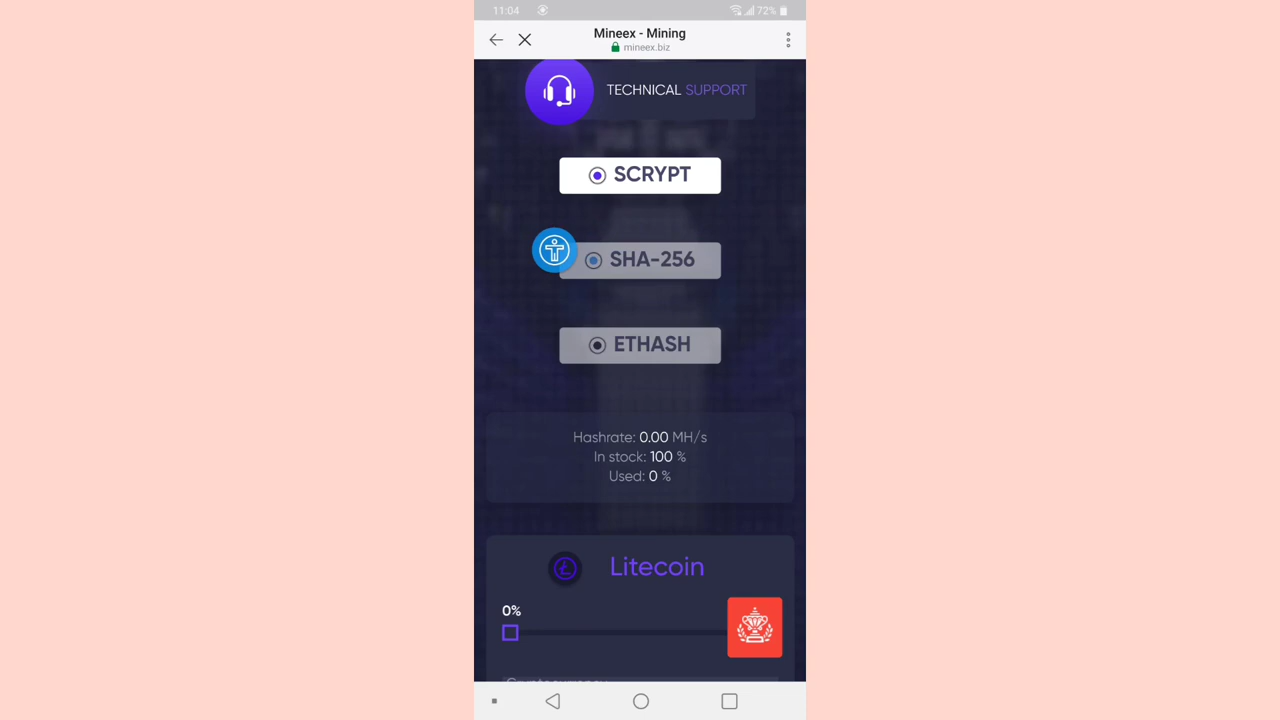 11:04
72%
Mineex - Mining
mineex.biz
TECHNICAL SUPPORT
SCRYPT
SHA-256
ETHASH
Hashrate: 0.00 MH/s
In stock: 100 %
Used: 0 %
Litecoin
0%